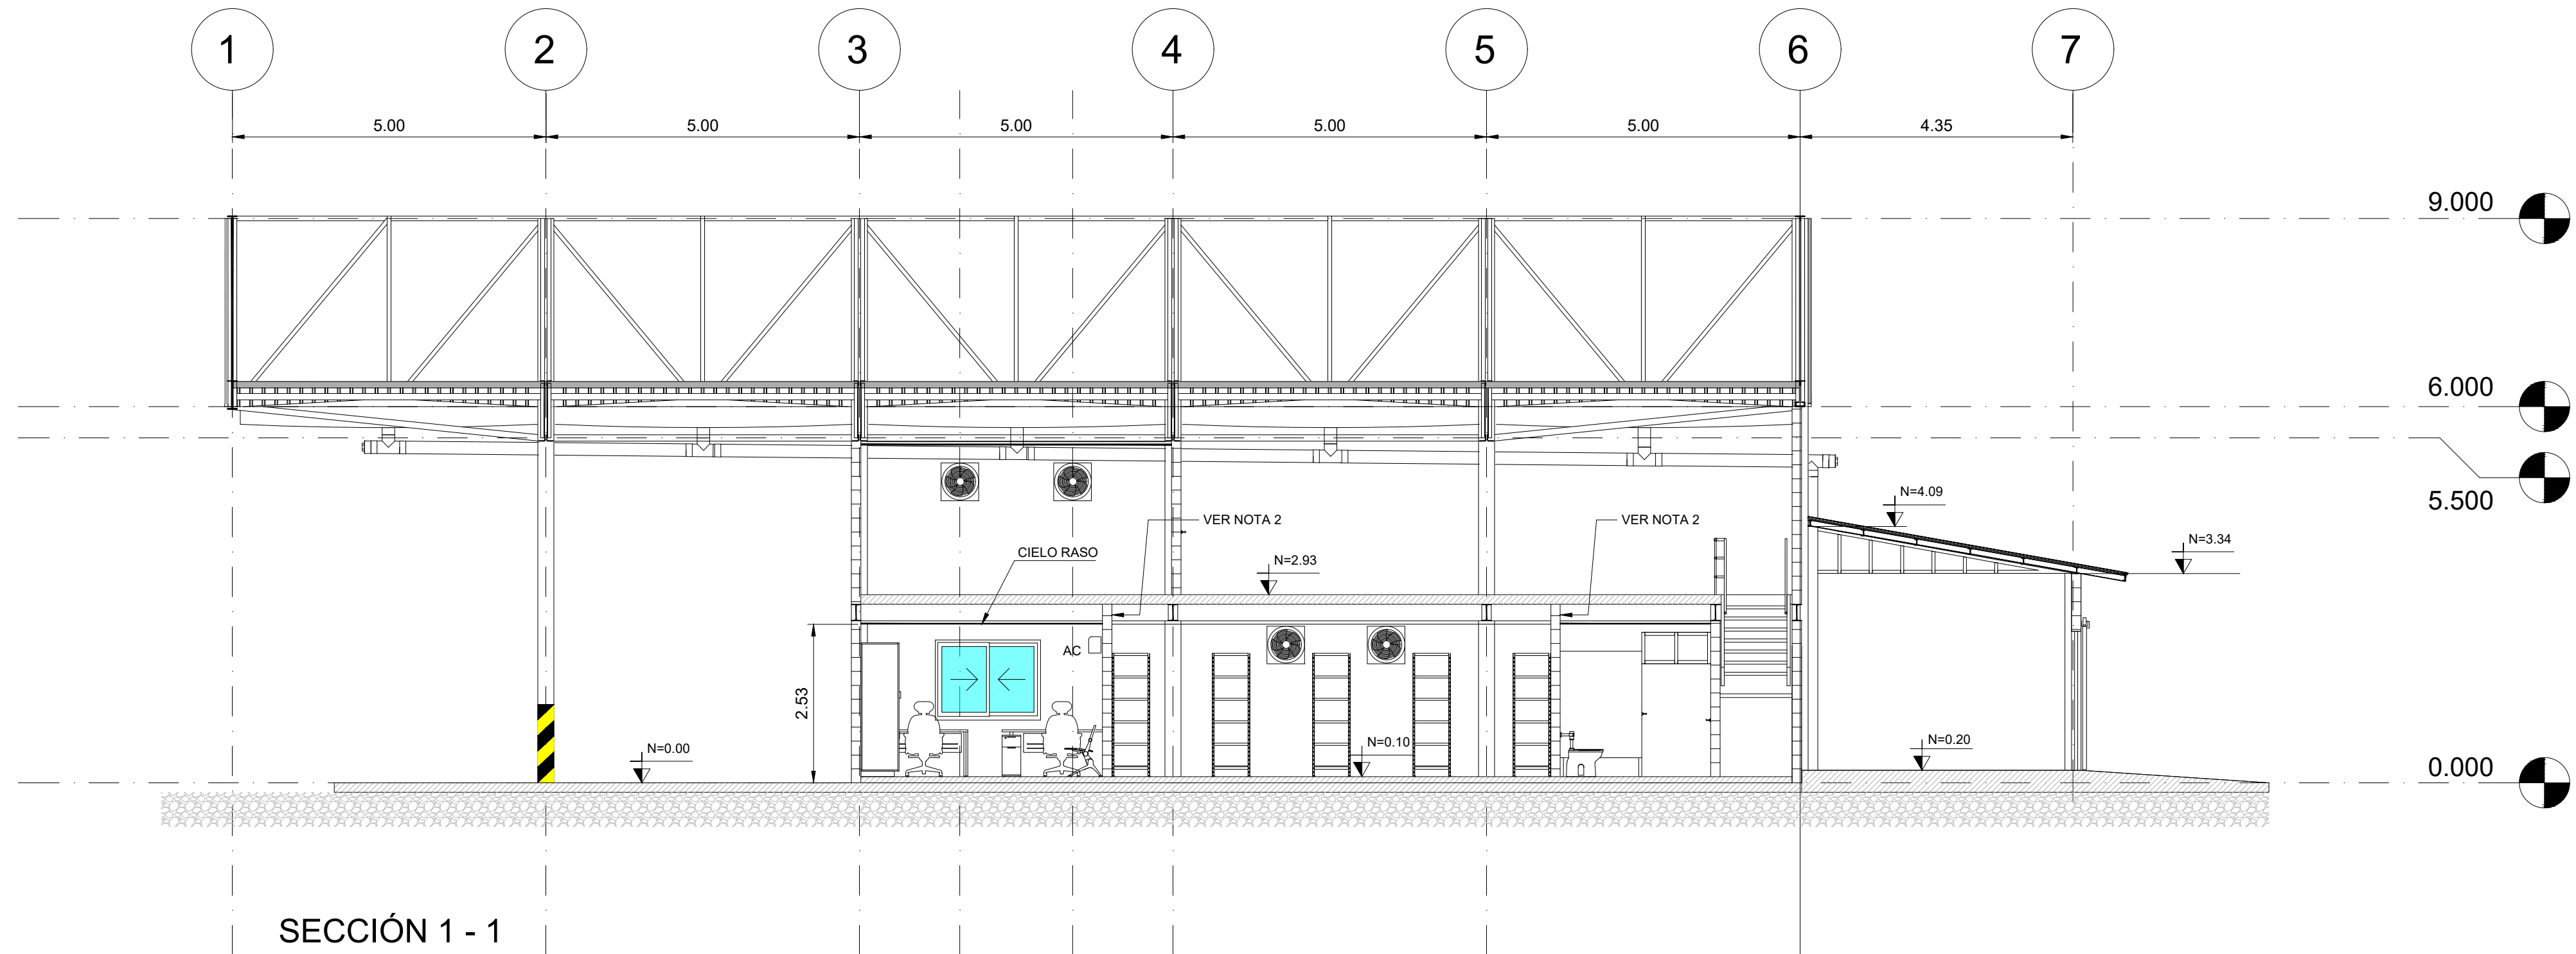 1 2 3 4 5 6 7
5.00 5.00 5.00 5.00 5.00 4.35
9.000
6.000
5.500
N=4.09
VER NOTA 2 VER NOTA 2
N=3.34
CIELO RASO
N=2.93
AC
2.53
N=0.00 N=0.10 N=0.20
0.000
SECCIÓN 1 - 1